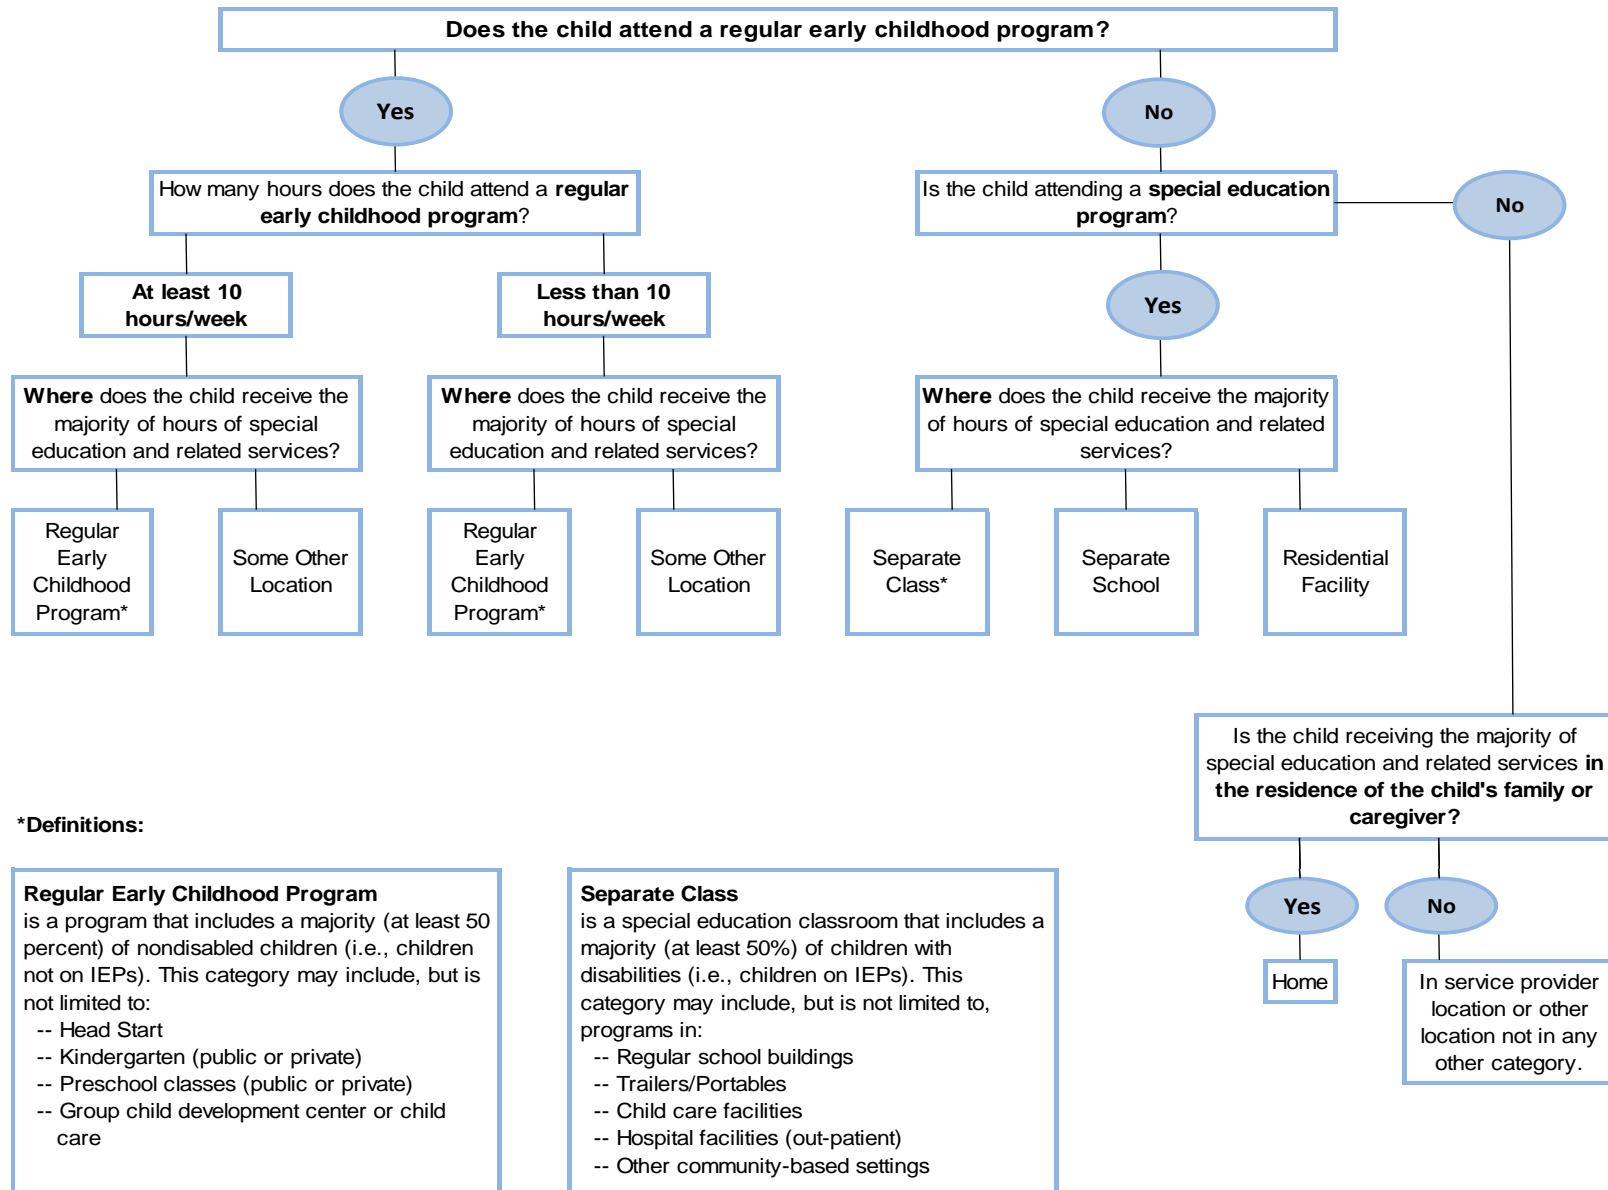 Does the child attend a regular early childhood program?
Yes
No
How many hours does the child attend a regular
early childhood program?
Is the child attending a special education
program?
No
At least 10
hours/week
Less than 10
hours/week
Yes
Where does the child receive the
majority of hours of special
education and related services?
Where does the child receive the
majority of hours of special
education and related services?
Where does the child receive the majority
of hours of special education and related
services?
Regular
Early
Childhood
Program*
Some Other
Location
Regular
Early
Childhood
Program*
Some Other
Location
Separate
Class*
Separate
School
Residential
Facility
Is the child receiving the majority of
special education and related services in
the residence of the child's family or
caregiver?
Yes
No
Home
In service provider
location or other
location not in any
other category.
*Definitions:
Regular Early Childhood Program
is a program that includes a majority (at least 50
percent) of nondisabled children (i.e., children
not on IEPs). This category may include, but is
not limited to:
-- Head Start
-- Kindergarten (public or private)
-- Preschool classes (public or private)
-- Group child development center or child
care
Separate Class
is a special education classroom that includes a
majority (at least 50%) of children with
disabilities (i.e., children on IEPs). This
category may include, but is not limited to,
programs in:
-- Regular school buildings
-- Trailers/Portables
-- Child care facilities
-- Hospital facilities (out-patient)
-- Other community-based settings